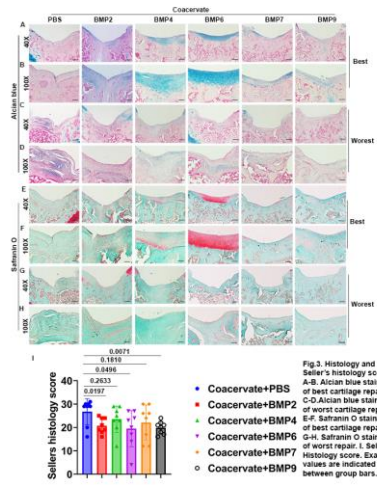 Coacervate
PBS BMP2 BMP4 BMP6 BMP7 BMP9
A 40X
B 100X
Alcian blue
C 40X
D 100X
Best
Worest
E 40X
F 100X
Safranin O
G 40X
H 100X
Best
Worest
I
0.0071
0.1810
0.0496
0.2633
0.0197
Sellers histology score
40
30
20
10
0
Coacervate+PBS
Coacervate+BMP2
Coacervate+BMP4
Coacervate+BMP6
Coacervate+BMP7
Coacervate+BMP9
Fig.3. Histology and
Seller's histology sco
A-B. Alcian blue stai
of best cartilage repa
C-D.Alcian blue stain
of worst cartilage rep
E-F. Safranin O stain
of best cartilage repa
G-H. Safranin O stain
of worst repair. I. Sel
Histology score. Exa
values are indicated
between group bars.